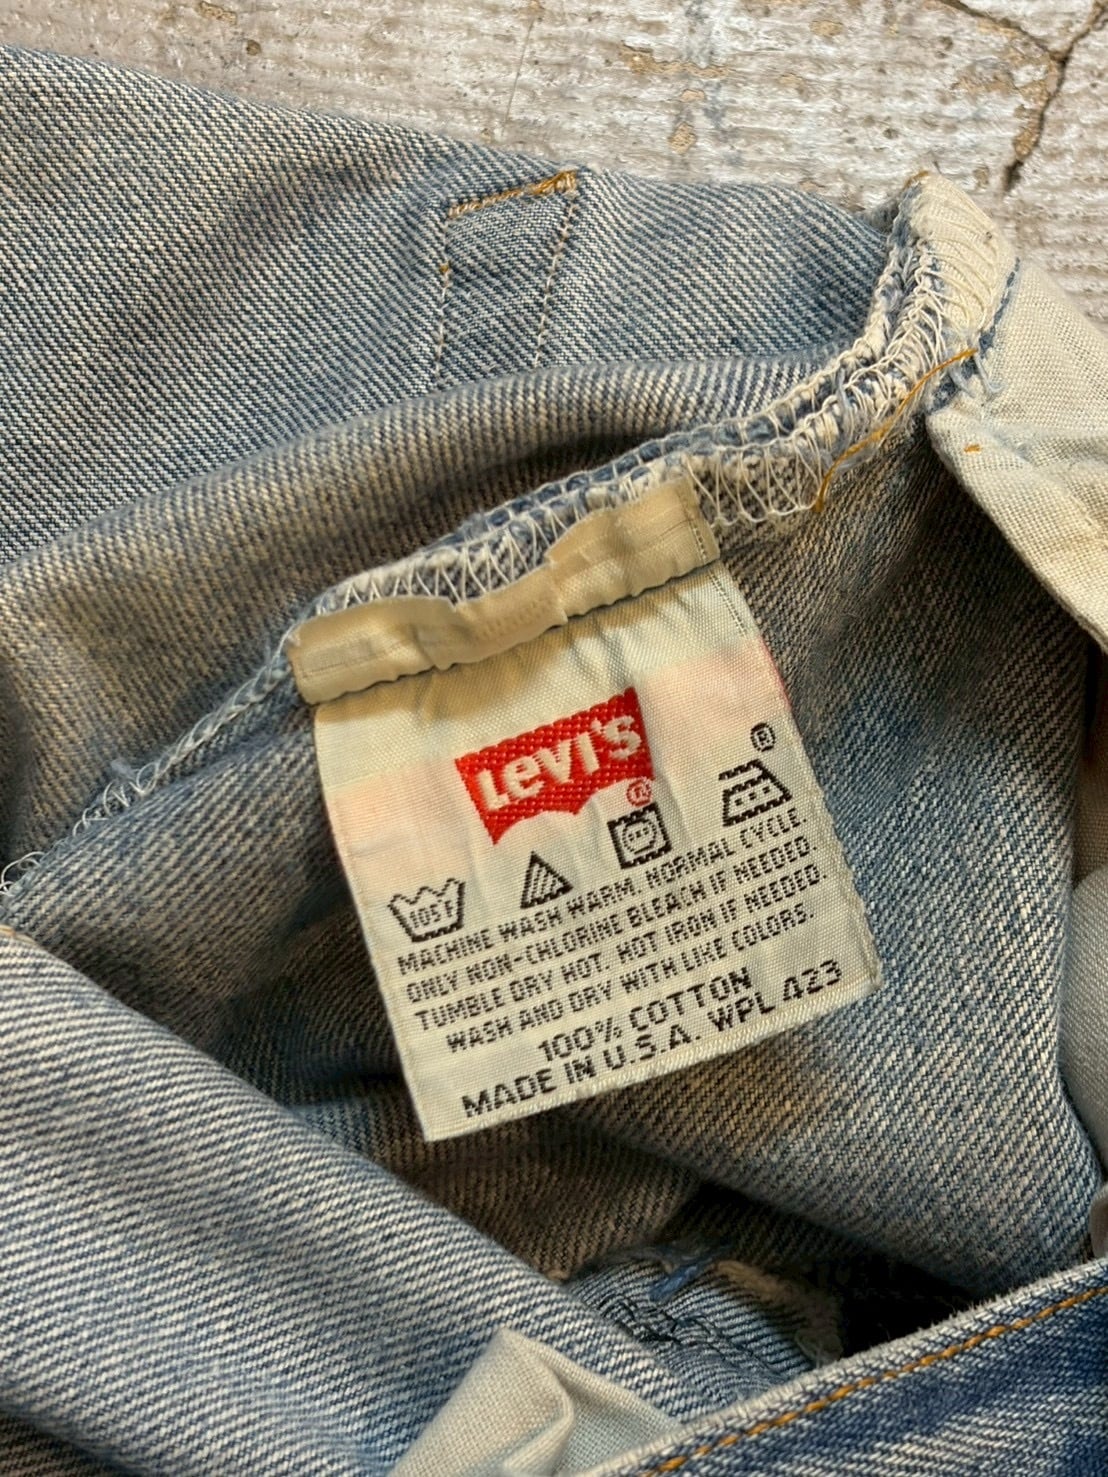 Levi's
®
®
105F
MACHINE WASH WARM. NORMAL CYCLE.
ONLY NON-CHLORINE BLEACH IF NEEDED.
TUMBLE DRY HOT. HOT IRON IF NEEDED.
WASH AND DRY WITH LIKE COLORS.
100% COTTON
MADE IN U.S.A. WPL 423